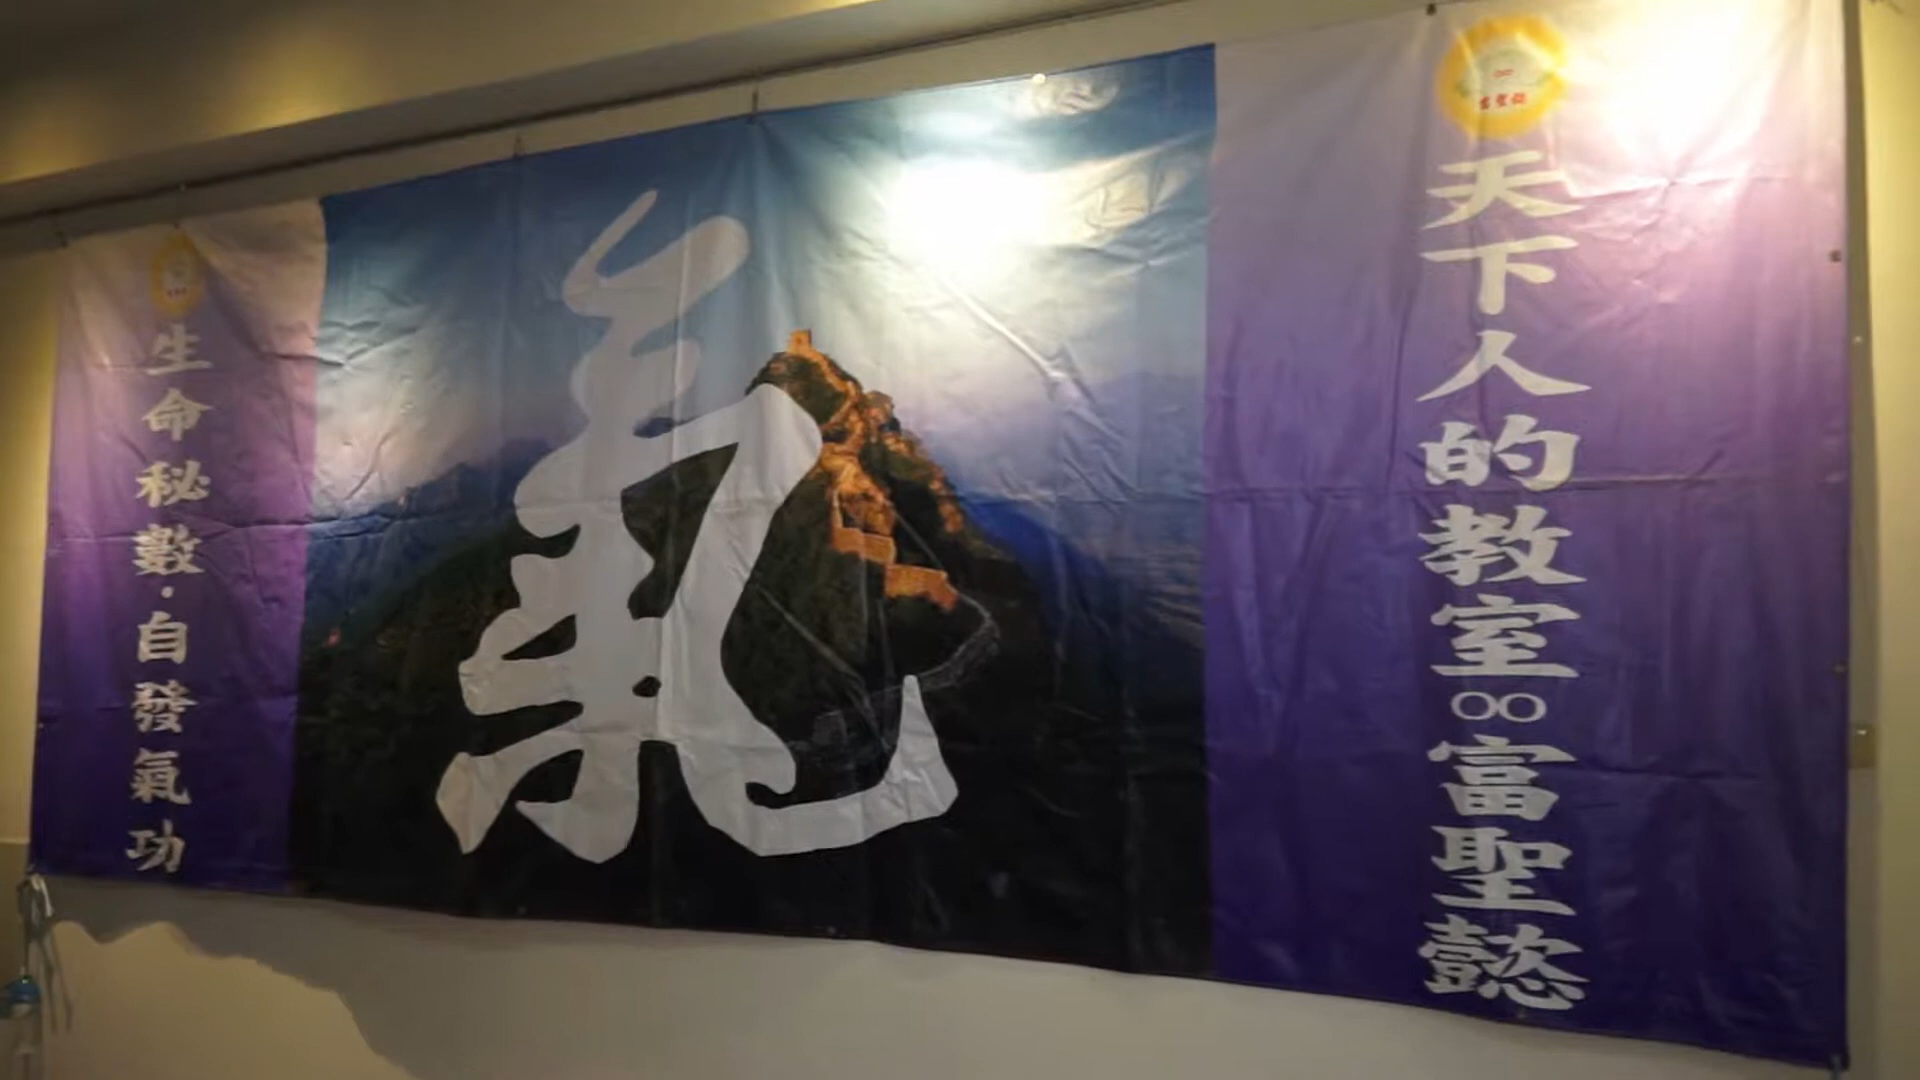 天下人的教室∞富聖懿
氣
生命秘數·自發氣功